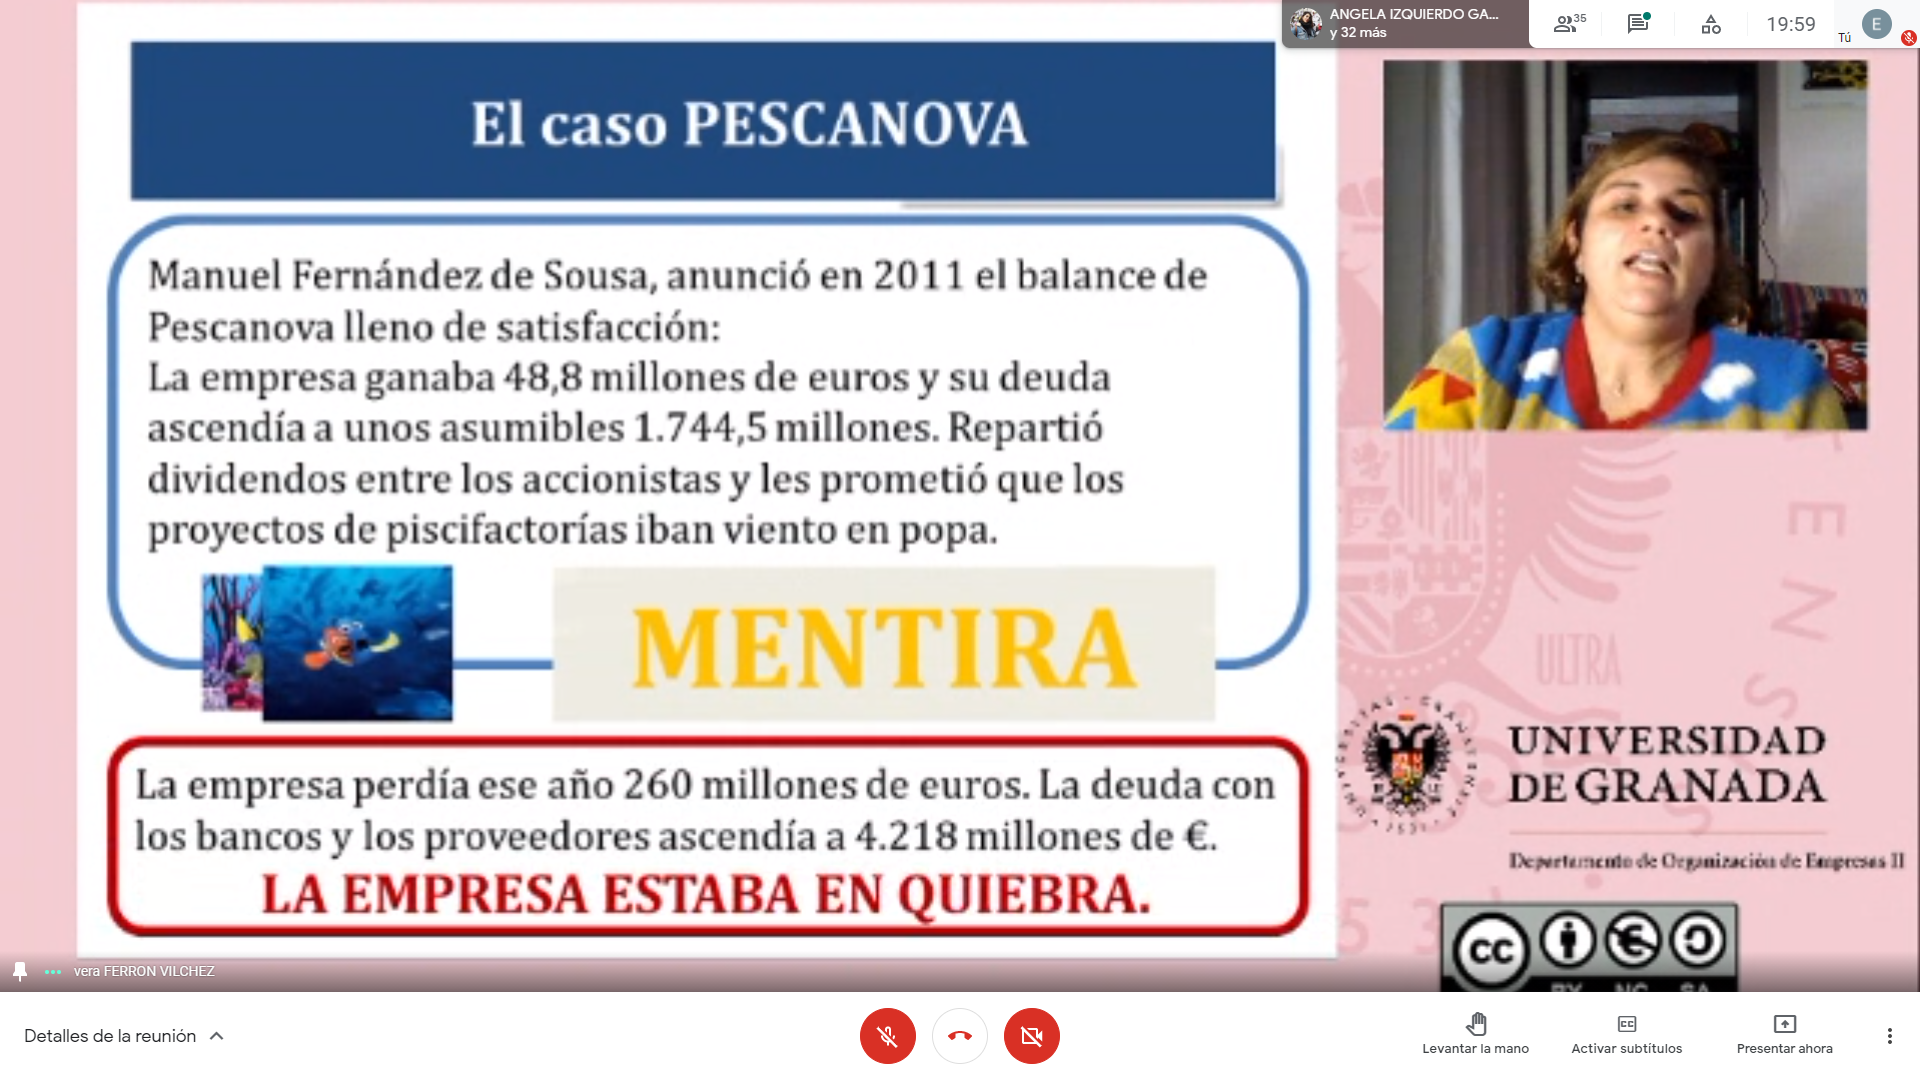 ANGELA IZQUIERDO GA...
y 32 más
35
19:59
Tú
E
El caso PESCANOVA
Manuel Fernández de Sousa, anunció en 2011 el balance de
Pescanova lleno de satisfacción:
La empresa ganaba 48,8 millones de euros y su deuda
ascendía a unos asumibles 1.744,5 millones. Repartió
dividendos entre los accionistas y les prometió que los
proyectos de piscifactorías iban viento en popa.
MENTIRA
La empresa perdía ese año 260 millones de euros. La deuda con
los bancos y los proveedores ascendía a 4.218 millones de €.
LA EMPRESA ESTABA EN QUIEBRA.
ULTRA
UNIVERSIDAD
DE GRANADA
Departamento de Organización de Empresas II
cc
BY NC SA
vera FERRON VILCHEZ
Detalles de la reunión
Levantar la mano
Activar subtítulos
Presentar ahora